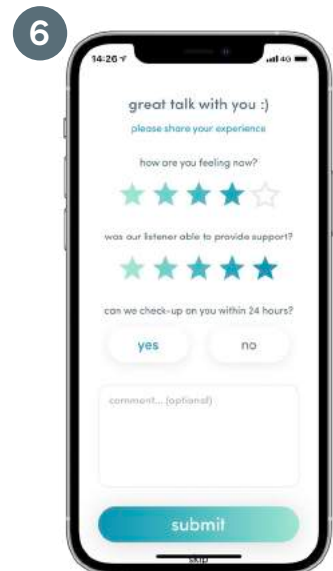 6
14:26
4G
great talk with you :)
please share your experience
how are you feeling now?
was our listener able to provide support?
can we check-up on you within 24 hours?
yes no
comment... (optional)
submit
skip